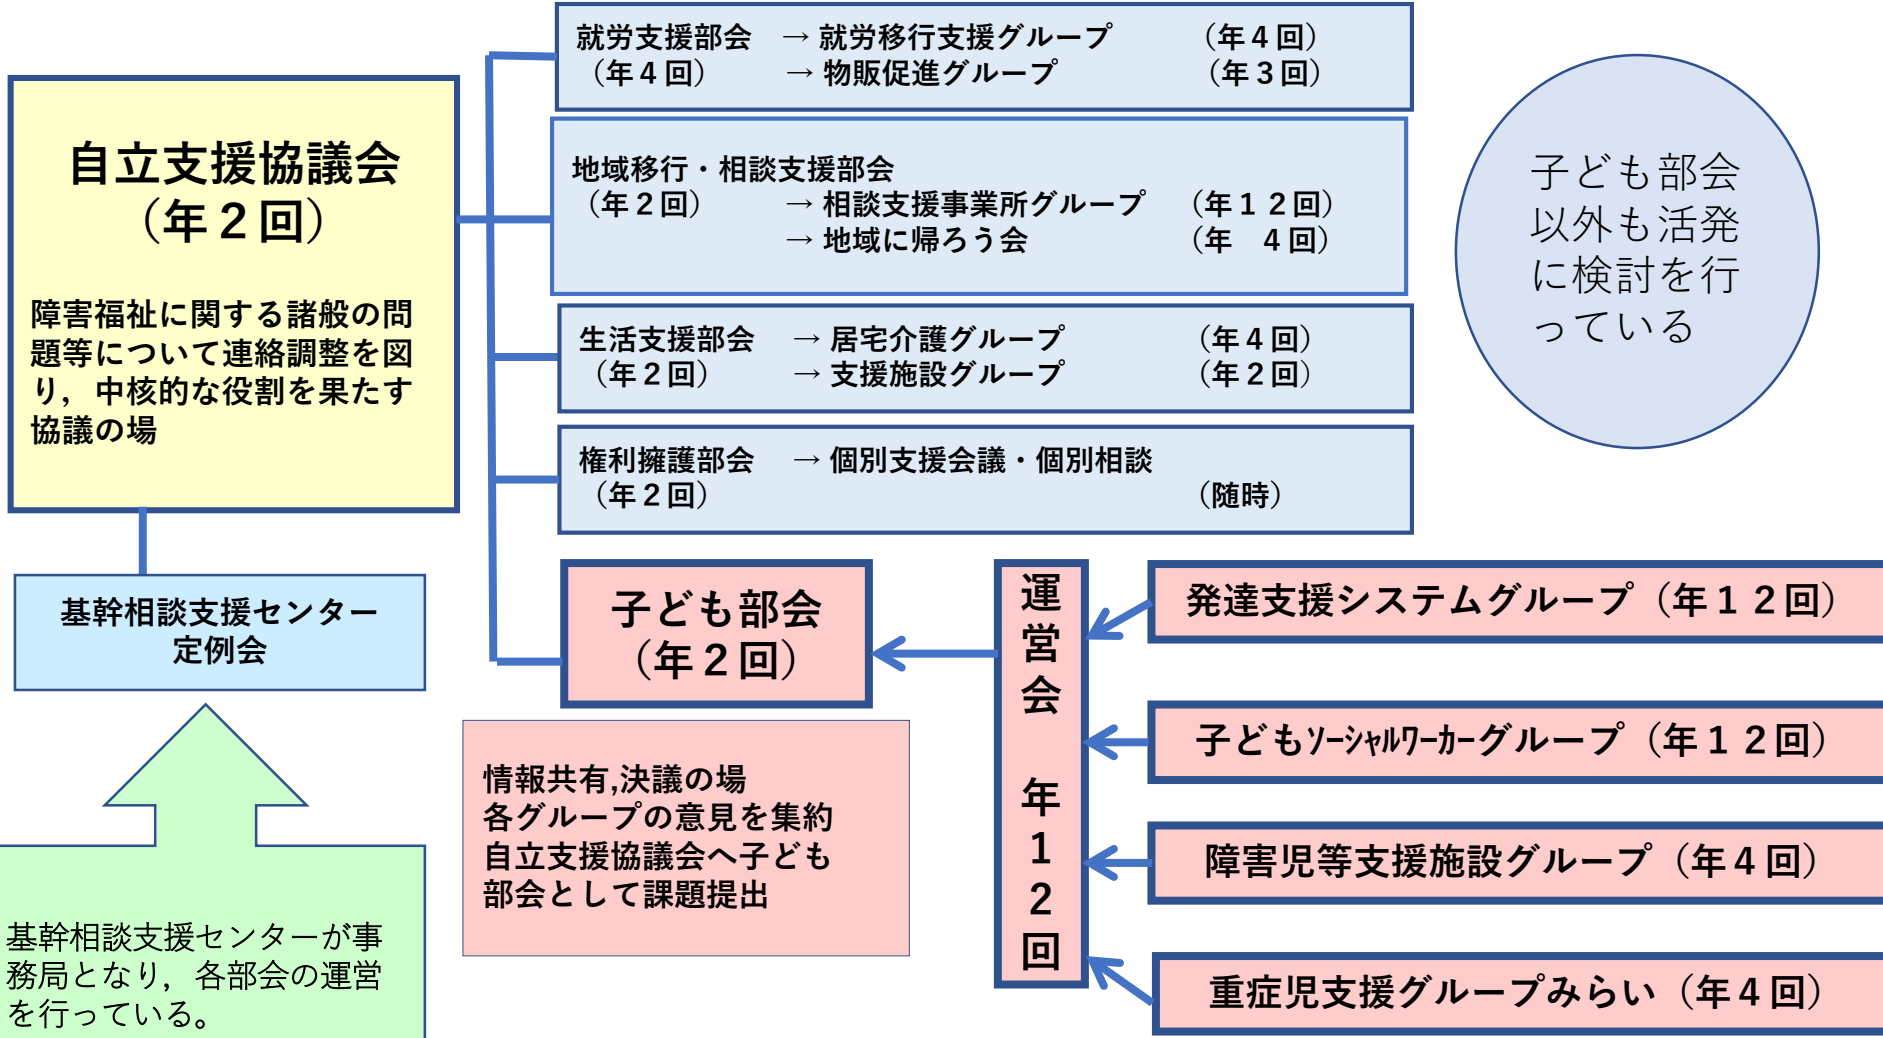 自立支援協議会
（年２回）
障害福祉に関する諸般の問
題等について連絡調整を図
り，中核的な役割を果たす
協議の場
基幹相談支援センター
定例会
基幹相談支援センターが事
務局となり，各部会の運営
を行っている。
就労支援部会　→ 就労移行支援グループ　（年４回）
（年４回）　→ 物販促進グループ　（年３回）
地域移行・相談支援部会
（年２回）　→ 相談支援事業所グループ　（年１２回）
→ 地域に帰ろう会　（年　４回）
生活支援部会　→ 居宅介護グループ　（年４回）
（年２回）　→ 支援施設グループ　（年２回）
権利擁護部会　→ 個別支援会議・個別相談
（年２回）　（随時）
子ども部会
以外も活発
に検討を行
っている
子ども部会
（年２回）
情報共有,決議の場
各グループの意見を集約
自立支援協議会へ子ども
部会として課題提出
運営会　年１２回
発達支援システムグループ（年１２回）
子どもｿｰｼｬﾙﾜｰｶｰグループ（年１２回）
障害児等支援施設グループ（年４回）
重症児支援グループみらい（年４回）